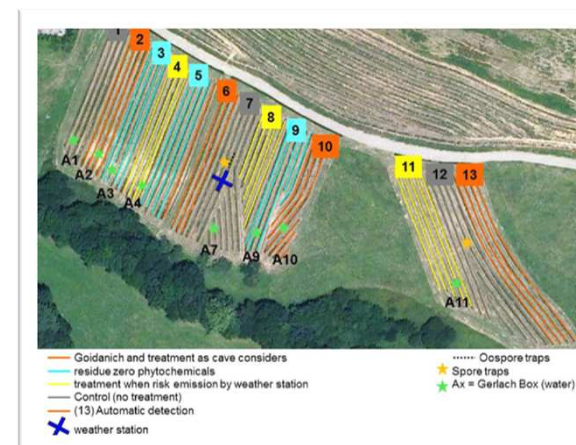 1
2
3
4
5
6
7
8
9
10
11
12
13
A1
A2
A3
A4
A7
A9
A10
A11
Goidanich and treatment as cave considers
residue zero phytochemicals
treatment when risk emission by weather station
Control (no treatment)
(13) Automatic detection
weather station
Oospore traps
Spore traps
Ax = Gerlach Box (water)